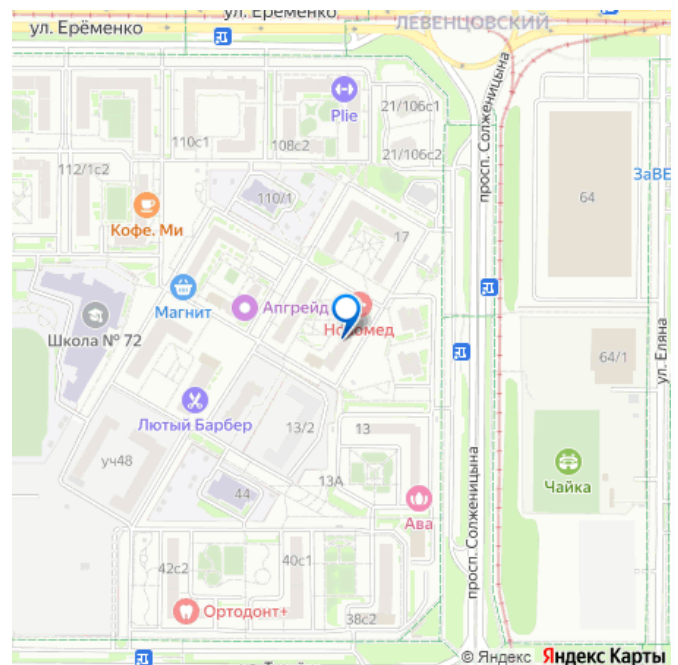 ул. Ерёменко
ул. Ерёменко
ЛЕВЕНЦОВСКИЙ
просп. Солженицына
Plie
21/106с1
110с1
108с2
21/106с2
112/1с2
ЗаВЕ
64
110/1
Кофе. Ми
17
Магнит
Апгрейд
Новомед
Школа № 72
64/1
ул. Еляна
Лютый Барбер
13/2
13
уч48
13А
Чайка
44
Ава
просп. Солженицына
42с2
40с1
Ортодонт+
38с2
© Яндекс Яндекс Карты